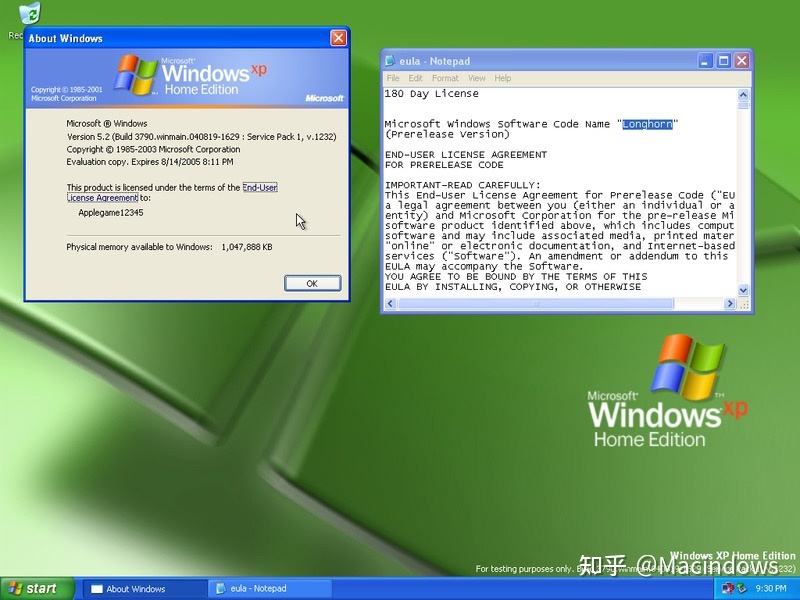 Rec
About Windows
Copyright © 1985-2001
Microsoft Corporation
Microsoft®
Windows xp
Home Edition
Microsoft
Microsoft ® Windows
Version 5.2 (Build 3790.winmain.040819-1629 : Service Pack 1, v.1232)
Copyright © 1985-2003 Microsoft Corporation
Evaluation copy. Expires 8/14/2005 8:11 PM
This product is licensed under the terms of the End-User
License Agreement to:
Applegame12345
Physical memory available to Windows: 1,047,888 KB
OK
eula - Notepad
File Edit Format View Help
180 Day License
Microsoft Windows Software Code Name "Longhorn"
(Prerelease Version)
END-USER LICENSE AGREEMENT
FOR PRERELEASE CODE
IMPORTANT-READ CAREFULLY:
This End-User License Agreement for Prerelease Code ("EU
a legal agreement between you (either an individual or a
entity) and Microsoft Corporation for the pre-release Mi
software product identified above, which includes comput
software and may include associated media, printed mater
"online" or electronic documentation, and Internet-based
services ("Software"). An amendment or addendum to this
EULA may accompany the Software.
YOU AGREE TO BE BOUND BY THE TERMS OF THIS
EULA BY INSTALLING, COPYING, OR OTHERWISE
Microsoft®
Windows xp
TM
Home Edition
Windows XP Home Edition
For testing purposes only.
知乎 @Macindows
start
About Windows
eula - Notepad
9:30 PM